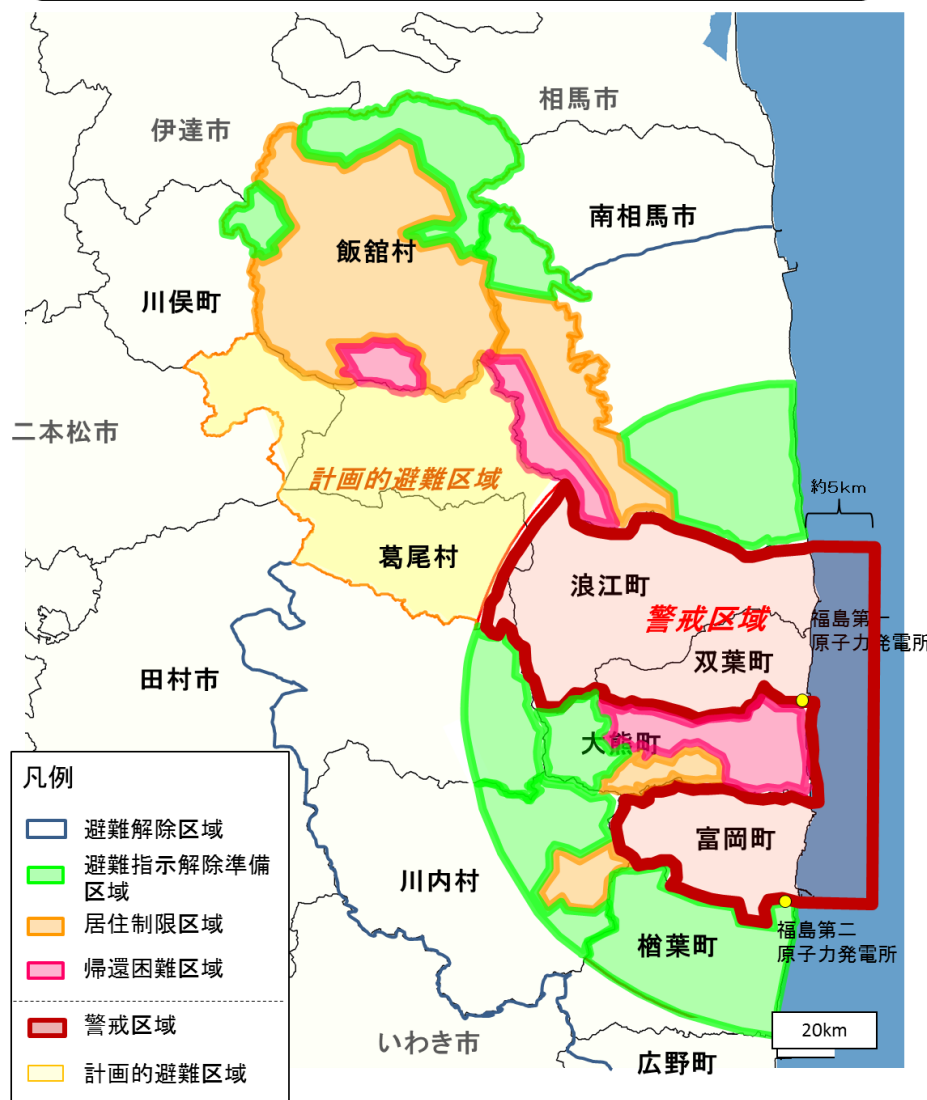 相馬市
伊達市
南相馬市
飯舘村
川俣町
二本松市
計画的避難区域
約5km
葛尾村
浪江町
警戒区域
福島第一
原子力発電所
双葉町
田村市
大熊町
富岡町
川内村
楢葉町
福島第二
原子力発電所
20km
いわき市
広野町
凡例
避難解除区域
避難指示解除準備
区域
居住制限区域
帰還困難区域
警戒区域
計画的避難区域